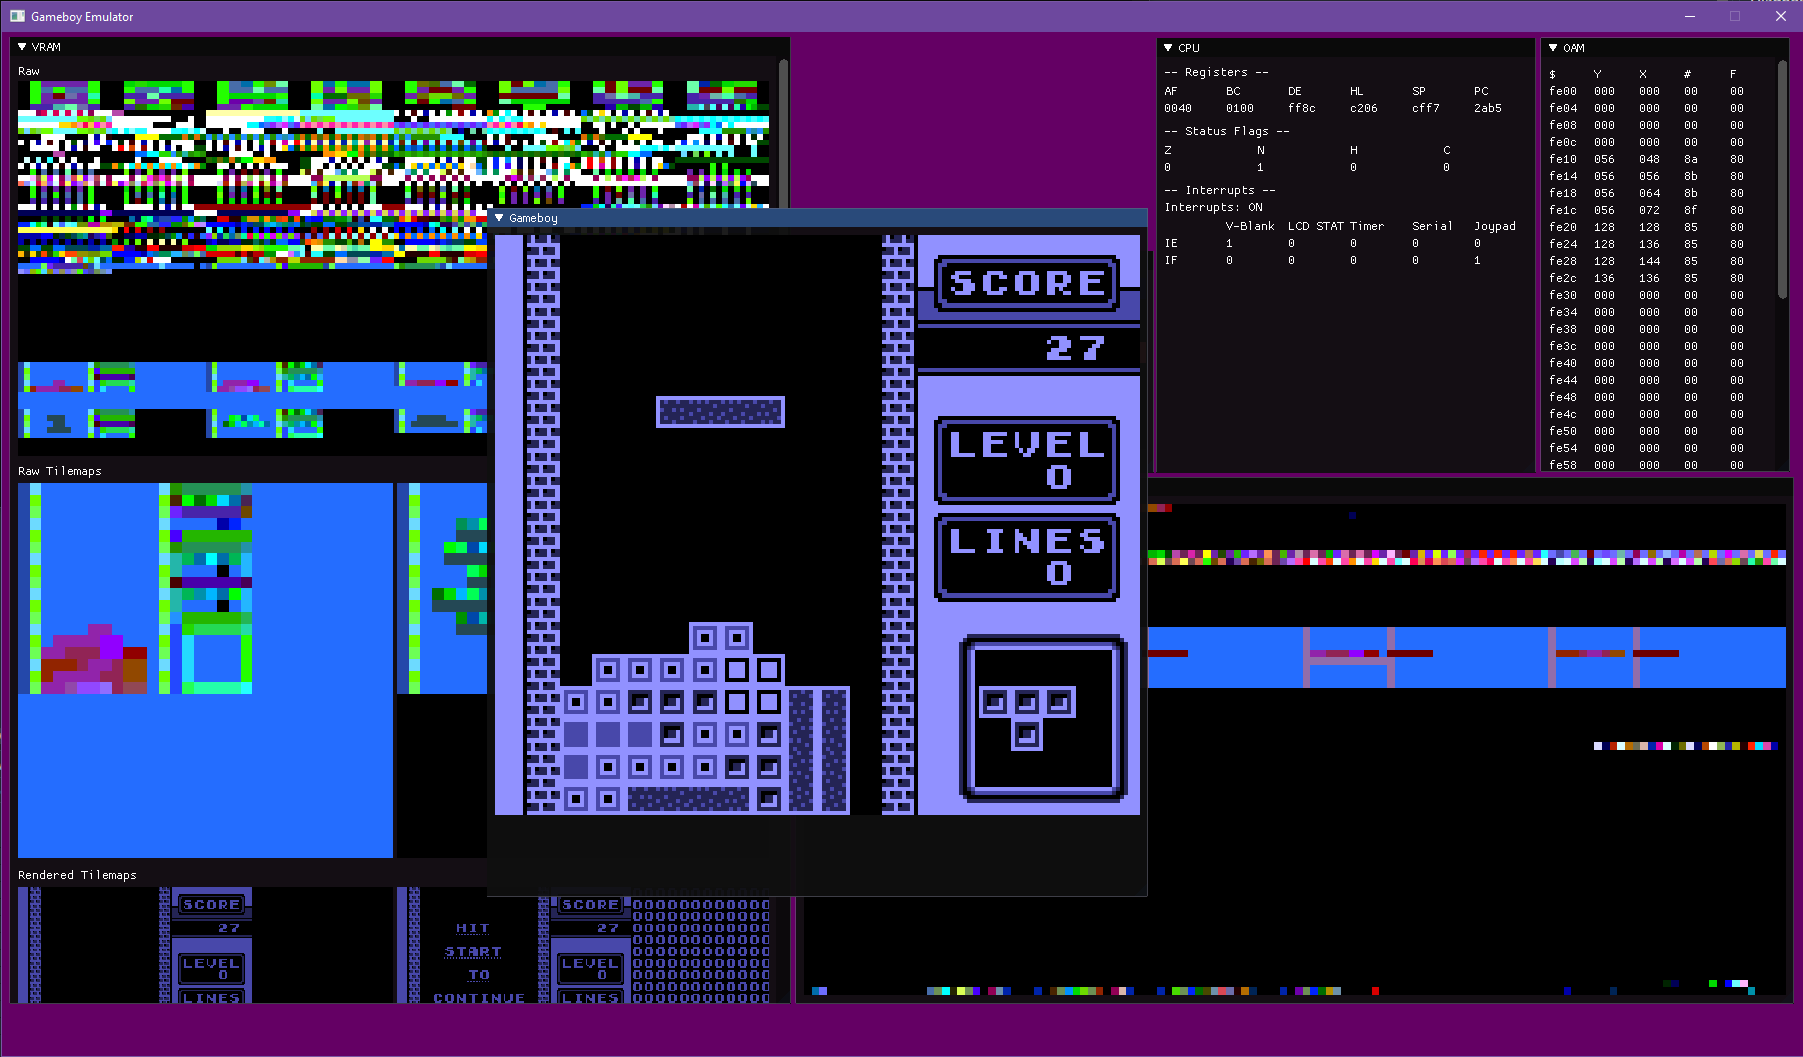 Gameboy Emulator
VRAM
Raw
Raw Tilemaps
Rendered Tilemaps
SCORE
27
LEVEL
0
LINES
HIT
START
TO
CONTINUE
SCORE
27
LEVEL
0
LINES
Gameboy
SCORE
27
LEVEL
0
LINES
0
CPU
-- Registers --
AF BC DE HL SP PC
0040 0100 ff8c c206 cff7 2ab5
-- Status Flags --
Z N H C
0 1 0 0
-- Interrupts --
Interrupts: ON
V-Blank LCD STAT Timer Serial Joypad
IE 1 0 0 0 0
IF 0 0 0 0 1
OAM
$ Y X # F
fe00 000 000 00 00
fe04 000 000 00 00
fe08 000 000 00 00
fe0c 000 000 00 00
fe10 056 048 8a 80
fe14 056 056 8b 80
fe18 056 064 8b 80
fe1c 056 072 8f 80
fe20 128 128 85 80
fe24 128 136 85 80
fe28 128 144 85 80
fe2c 136 136 85 80
fe30 000 000 00 00
fe34 000 000 00 00
fe38 000 000 00 00
fe3c 000 000 00 00
fe40 000 000 00 00
fe44 000 000 00 00
fe48 000 000 00 00
fe4c 000 000 00 00
fe50 000 000 00 00
fe54 000 000 00 00
fe58 000 000 00 00